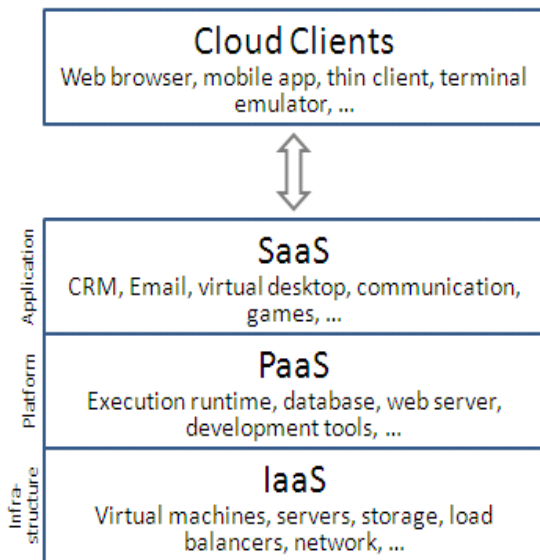 Cloud Clients
Web browser, mobile app, thin client, terminal
emulator, ...
Application
SaaS
CRM, Email, virtual desktop, communication,
games, ...
Platform
PaaS
Execution runtime, database, web server,
development tools, ...
Infra-
structure
IaaS
Virtual machines, servers, storage, load
balancers, network, ...